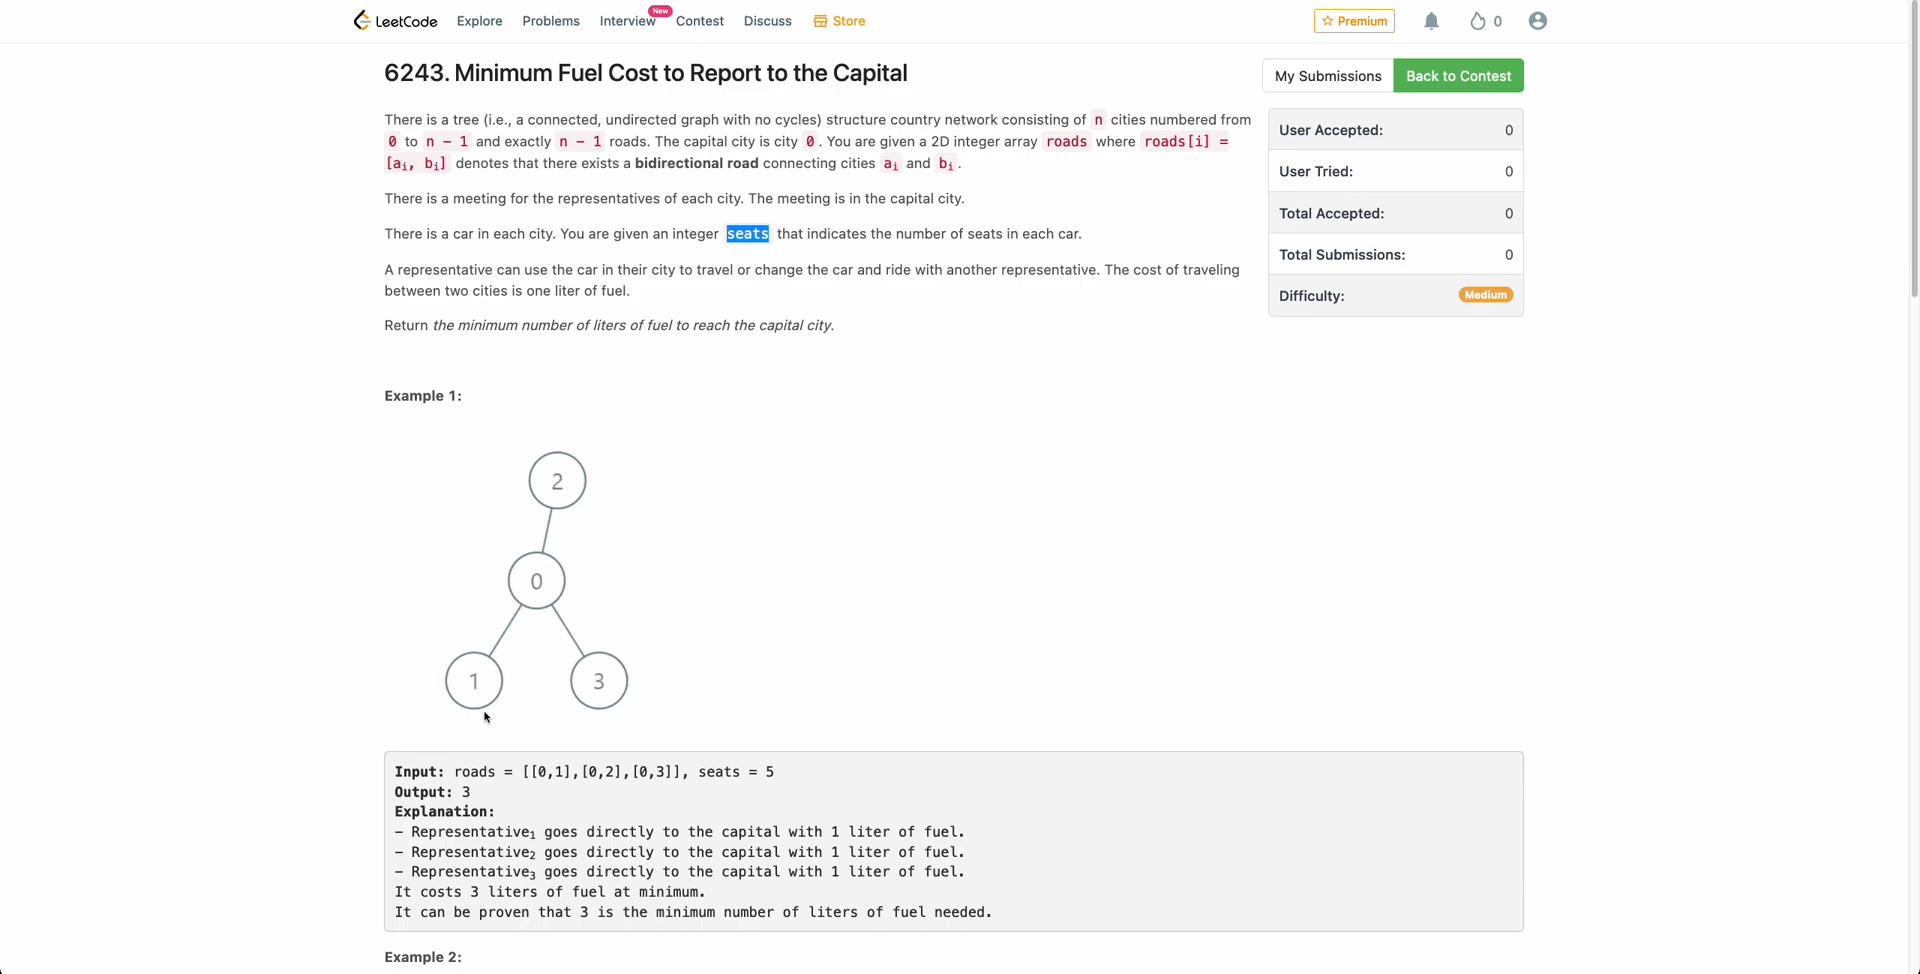 LeetCode Explore Problems Interview New Contest Discuss Store Premium 0
6243. Minimum Fuel Cost to Report to the Capital
My Submissions Back to Contest
There is a tree (i.e., a connected, undirected graph with no cycles) structure country network consisting of n cities numbered from
0 to n - 1 and exactly n - 1 roads. The capital city is city 0. You are given a 2D integer array roads where roads[i] =
[ai, bi] denotes that there exists a bidirectional road connecting cities ai and bi.
There is a meeting for the representatives of each city. The meeting is in the capital city.
There is a car in each city. You are given an integer seats that indicates the number of seats in each car.
A representative can use the car in their city to travel or change the car and ride with another representative. The cost of traveling
between two cities is one liter of fuel.
Return the minimum number of liters of fuel to reach the capital city.
User Accepted: 0
User Tried: 0
Total Accepted: 0
Total Submissions: 0
Difficulty: Medium
Example 1:
2
0
1 3
Input: roads = [[0,1],[0,2],[0,3]], seats = 5
Output: 3
Explanation:
- Representative1 goes directly to the capital with 1 liter of fuel.
- Representative2 goes directly to the capital with 1 liter of fuel.
- Representative3 goes directly to the capital with 1 liter of fuel.
It costs 3 liters of fuel at minimum.
It can be proven that 3 is the minimum number of liters of fuel needed.
Example 2: